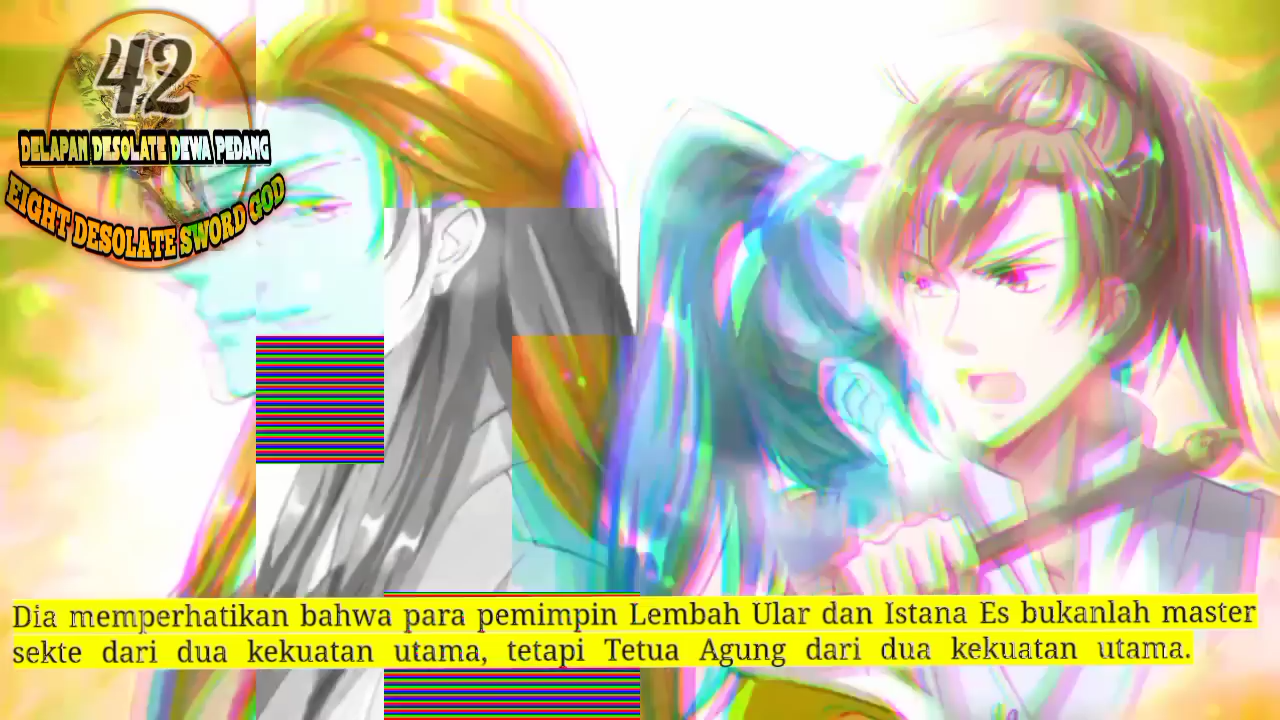 42
DELAPAN DESOLATE DEWA PEDANG
EIGHT DESOLATE SWORD GOD
Dia memperhatikan bahwa para pemimpin Lembah Ular dan Istana Es bukanlah master
sekte dari dua kekuatan utama, tetapi Tetua Agung dari dua kekuatan utama.